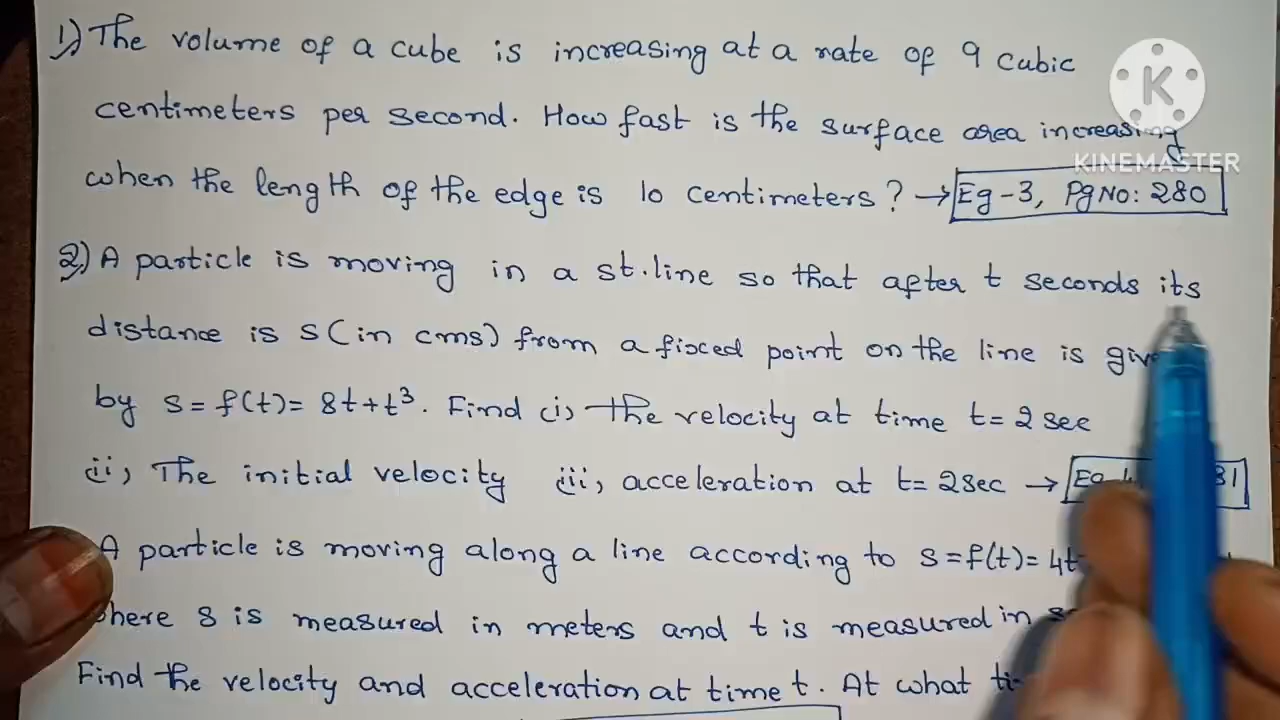 1) The volume of a cube is increasing at a rate of 9 cubic
centimeters per second. How fast is the surface area increasing
when the length of the edge is 10 centimeters? → Eg-3, Pg No: 280
2) A particle is moving in a st. line so that after t seconds its
distance is s (in cms) from a fixed point on the line is
by s = f(t) = 8t + t³. Find (i) the velocity at time t = 2 sec
(ii) The initial velocity (iii) acceleration at t = 2 sec →
A particle is moving along a line according to s = f(t) = 4t
where s is measured in meters and t is measured in
Find the velocity and acceleration at time t. At what
K
KINEMASTER